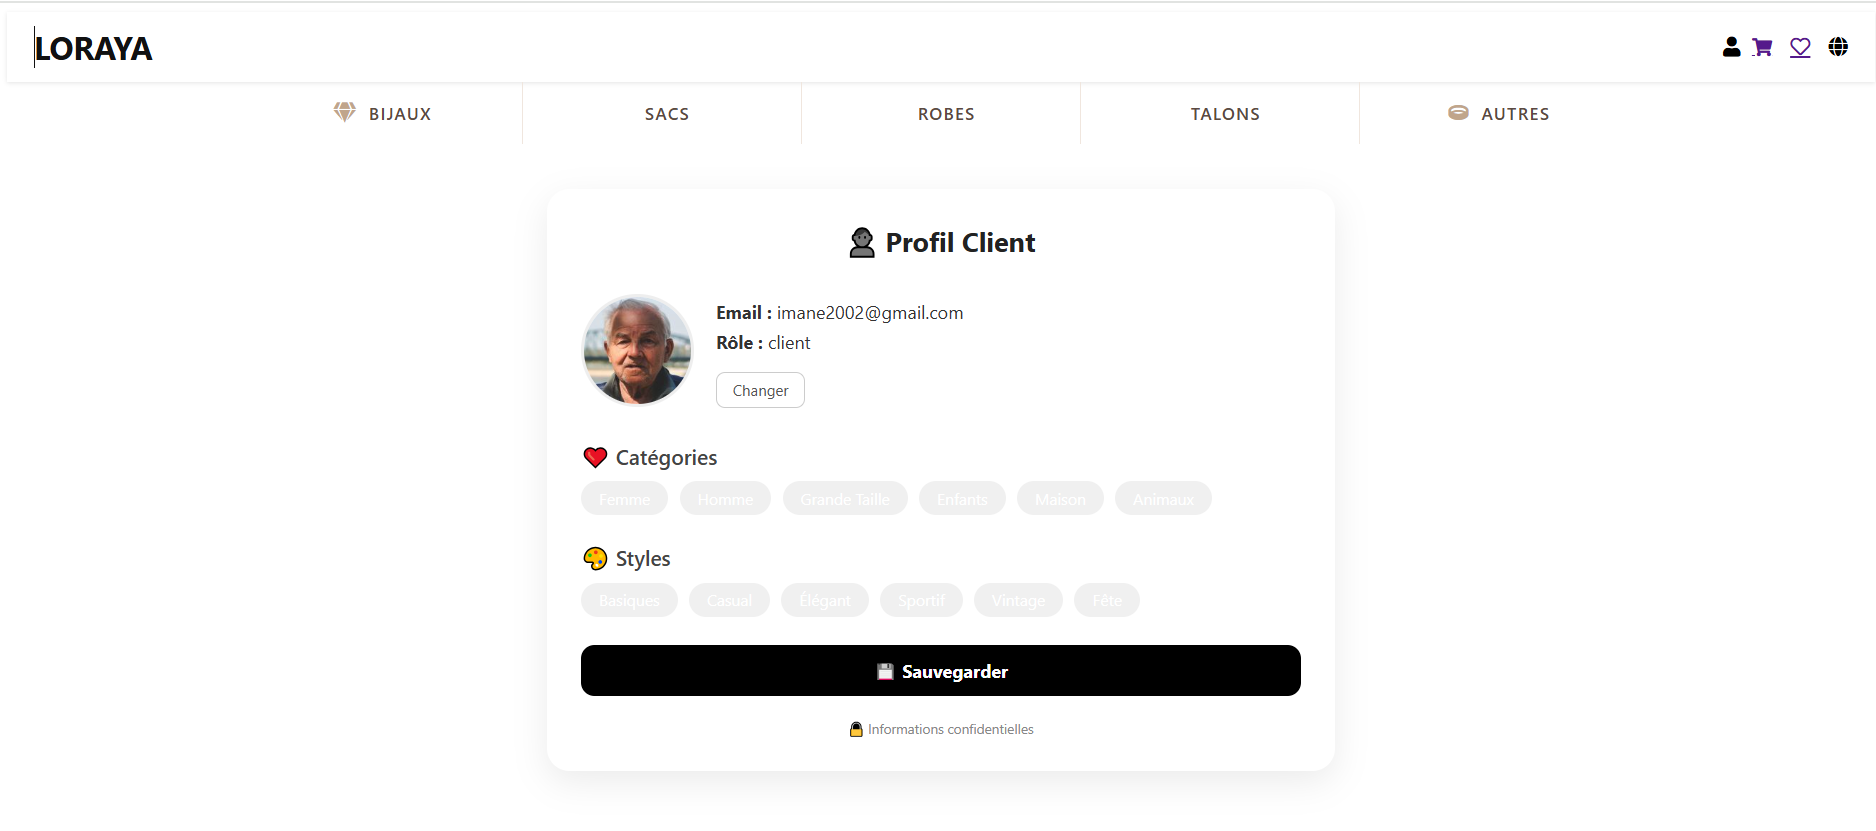 LORAYA
BIJAUX SACS ROBES TALONS AUTRES
Profil Client
Email : imane2002@gmail.com
Rôle : client
Changer
Catégories
Femme Homme Grande Taille Enfants Maison Animaux
Styles
Basiques Casual Élégant Sportif Vintage Fête
Sauvegarder
Informations confidentielles